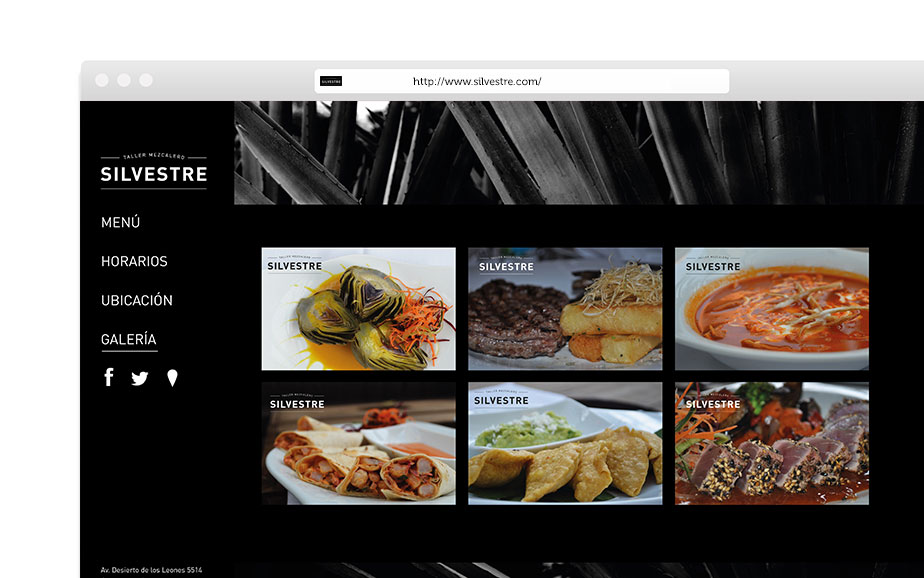 SILVESTRE
http://www.silvestre.com/
TALLER MEZCALERO
SILVESTRE
MENÚ
HORARIOS
UBICACIÓN
GALERÍA
TALLER MEZCALERO
SILVESTRE
TALLER MEZCALERO
SILVESTRE
TALLER MEZCALERO
SILVESTRE
TALLER MEZCALERO
SILVESTRE
TALLER MEZCALERO
SILVESTRE
TALLER MEZCALERO
SILVESTRE
Av. Desierto de los Leones 5514